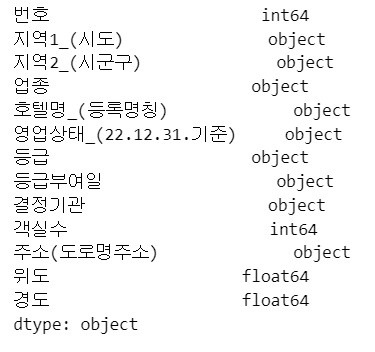 번호 int64
지역1_(시도) object
지역2_(시군구) object
업종 object
호텔명_(등록명칭) object
영업상태_(22.12.31.기준) object
등급 object
등급부여일 object
결정기관 object
객실수 int64
주소(도로명주소) object
위도 float64
경도 float64
dtype: object